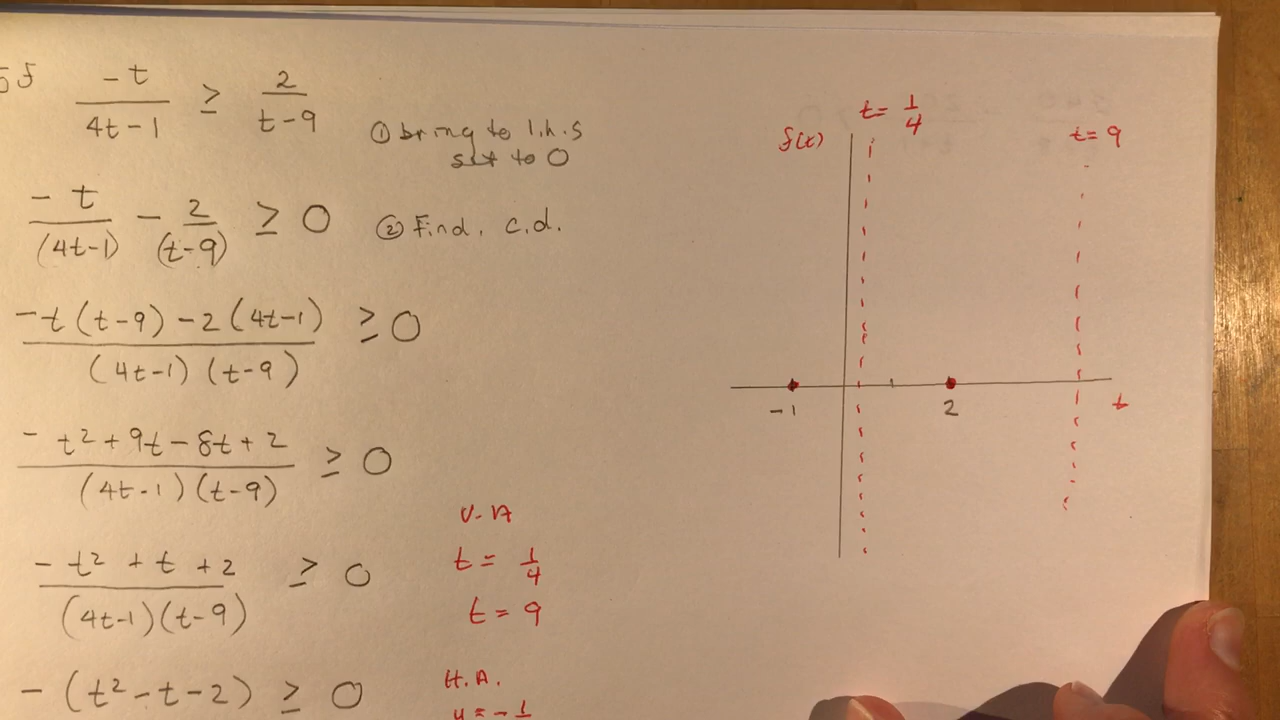 5f -t/(4t-1) ≥ 2/(t-9)
① bring to l.h.s
set to 0
-t/(4t-1) - 2/(t-9) ≥ 0
② Find. c.d.
(-t(t-9) - 2(4t-1))/((4t-1)(t-9)) ≥ 0
(-t² + 9t - 8t + 2)/((4t-1)(t-9)) ≥ 0
(-t² + t + 2)/((4t-1)(t-9)) ≥ 0
-(t² - t - 2) ≥ 0
V.A
t = 1/4
t = 9
H.A.
y = -1
f(t)
t = 1/4
t = 9
-1
2
t